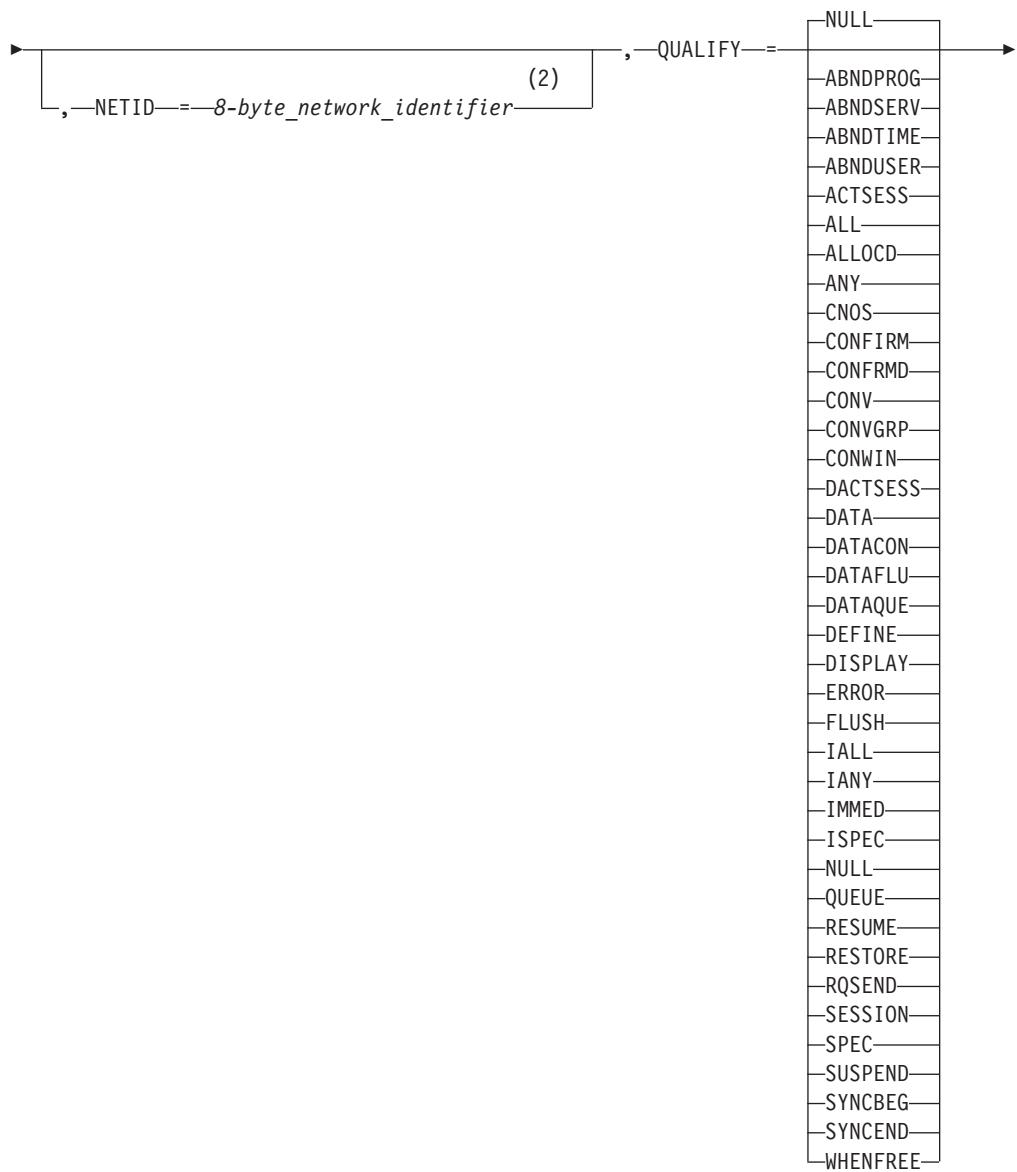 NULL
, QUALIFY =
(2)
, NETID = 8-byte_network_identifier
ABNDPROG
ABNDSERV
ABNDTIME
ABNDUSER
ACTSESS
ALL
ALLOCD
ANY
CNOS
CONFIRM
CONFRMD
CONV
CONVGRP
CONWIN
DACTSESS
DATA
DATACON
DATAFLU
DATAQUE
DEFINE
DISPLAY
ERROR
FLUSH
IALL
IANY
IMMED
ISPEC
NULL
QUEUE
RESUME
RESTORE
RQSEND
SESSION
SPEC
SUSPEND
SYNCBEG
SYNCEND
WHENFREE